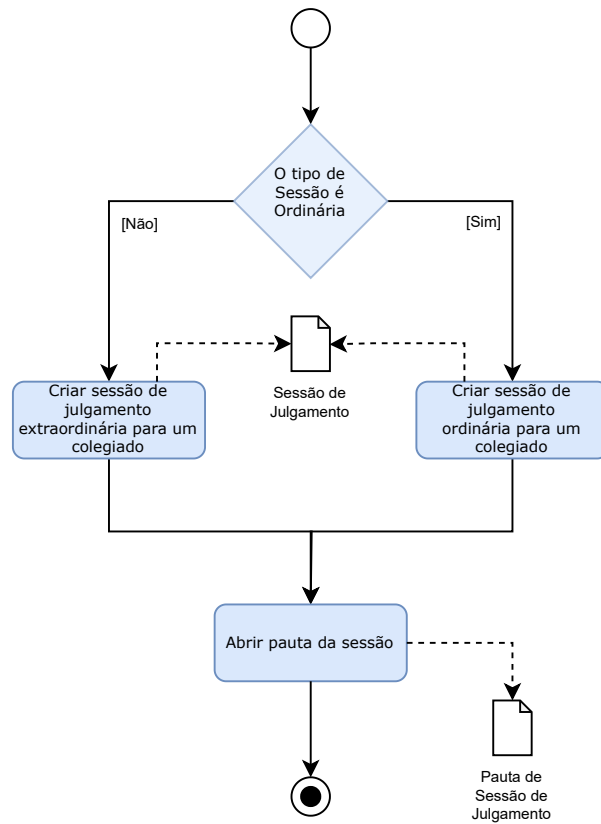 O tipo de
Sessão é
Ordinária
[Não]
[Sim]
Sessão de
Julgamento
Criar sessão de
julgamento
extraordinária para um
colegiado
Criar sessão de
julgamento
ordinária para um
colegiado
Abrir pauta da sessão
Pauta de
Sessão de
Julgamento